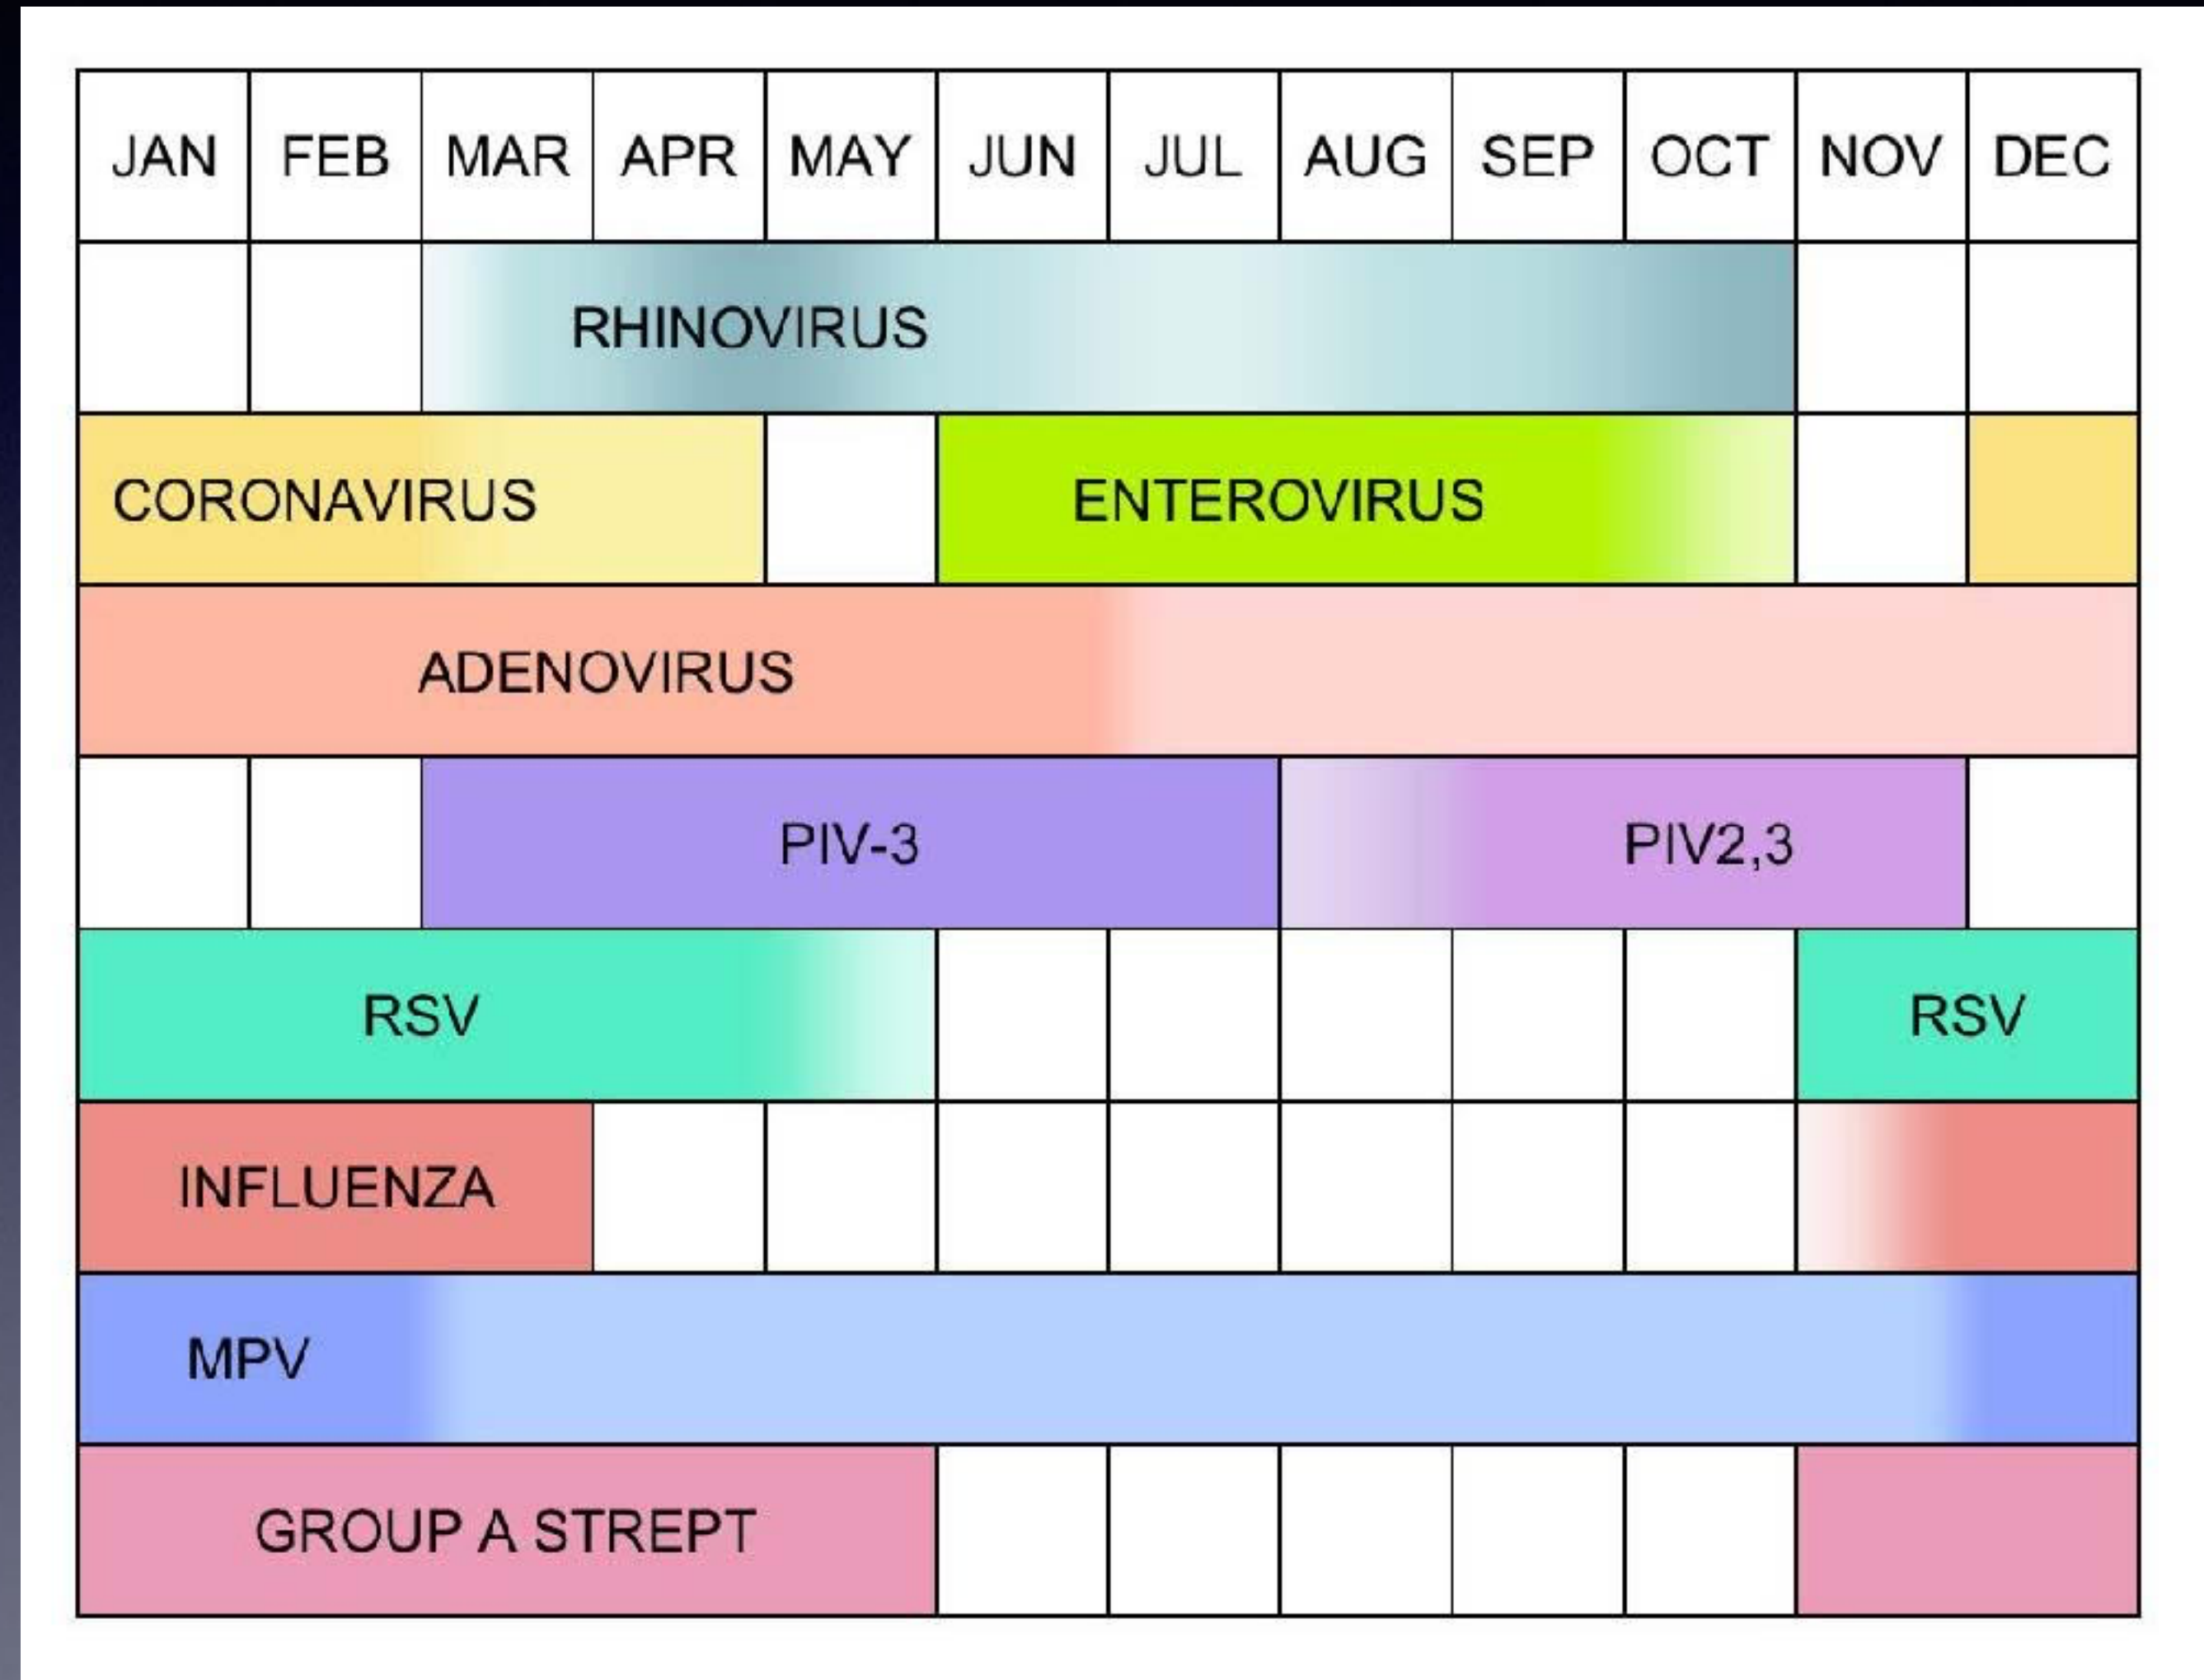 JAN FEB MAR APR MAY JUN JUL AUG SEP OCT NOV DEC
RHINOVIRUS
CORONAVIRUS ENTEROVIRUS
ADENOVIRUS
PIV-3 PIV2,3
RSV RSV
INFLUENZA
MPV
GROUP A STREPT